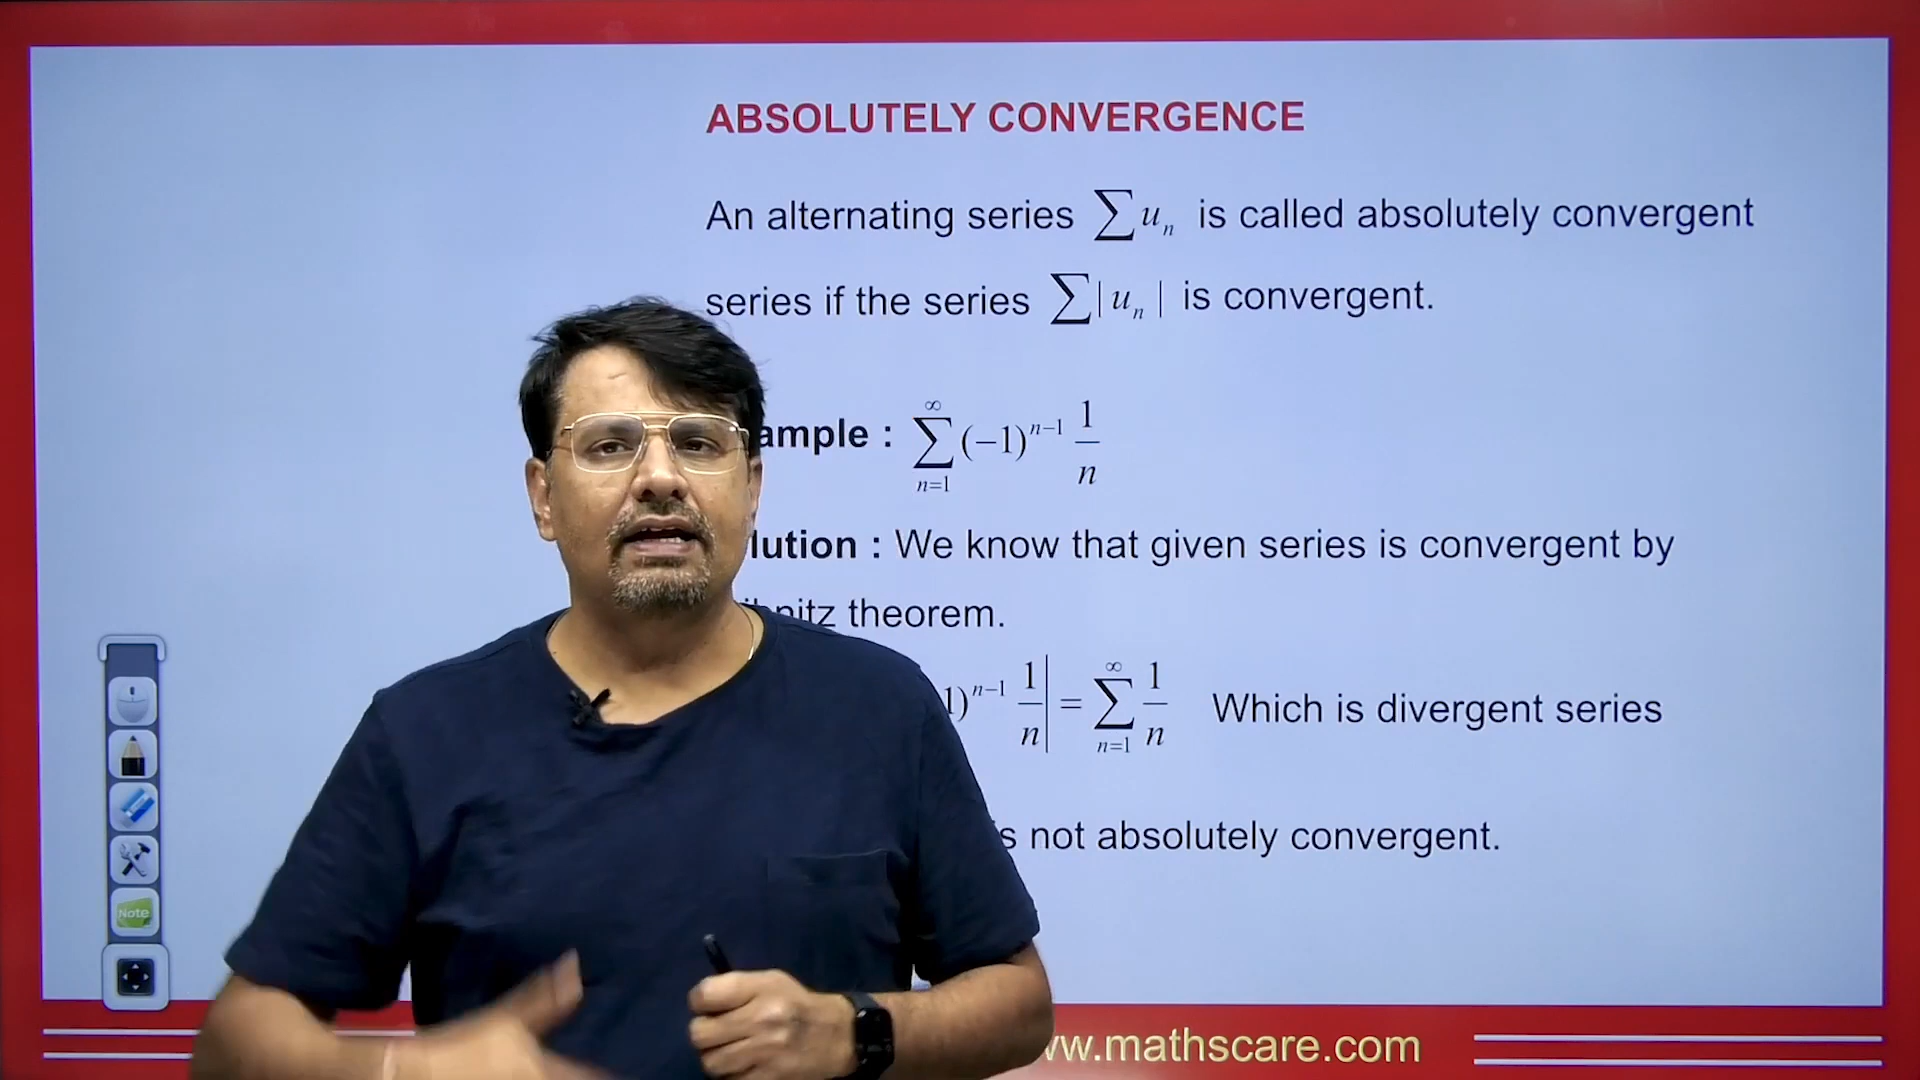 ABSOLUTELY CONVERGENCE
An alternating series ∑uₙ is called absolutely convergent
series if the series ∑|uₙ| is convergent.
ample : ∑_{n=1}^{∞} (−1)^{n−1} 1/n
lution : We know that given series is convergent by
theorem.
1)^{n−1} 1/n| = ∑_{n=1}^{∞} 1/n Which is divergent series
s not absolutely convergent.
Note
ww.mathscare.com